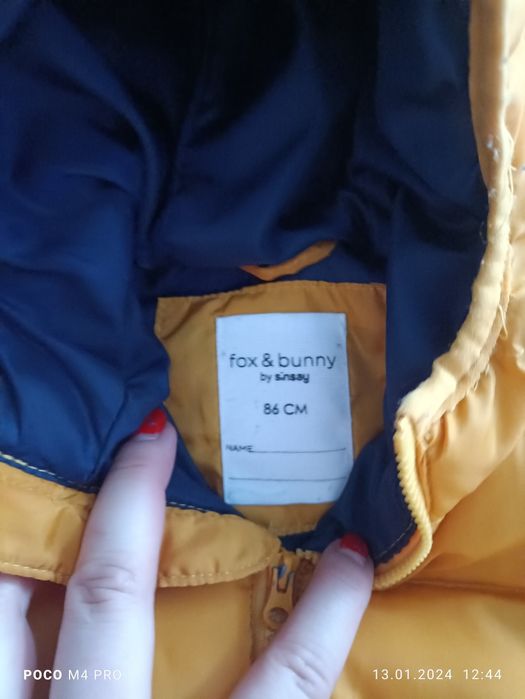 fox & bunny
by sinsay
86 CM
NAME
POCO M4 PRO
13.01.2024 12:44